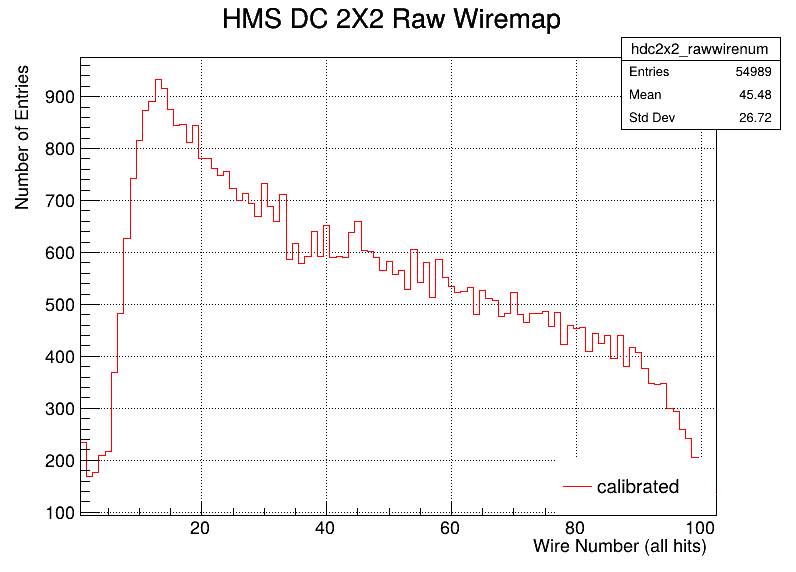 HMS DC 2X2 Raw Wiremap
hdc2x2_rawwirenum
Entries 54989
Mean 45.48
Std Dev 26.72
Number of Entries
900
800
700
600
500
400
300
200
100
calibrated
20 40 60 80 100
Wire Number (all hits)